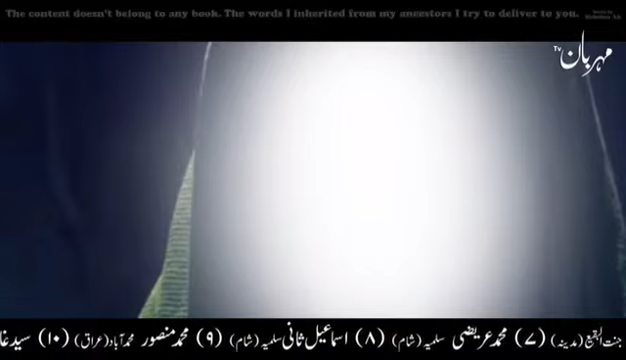 The content doesn't belong to any book. The words I inherited from my ancestors I try to deliver to you.
مہربان Tv
جنت البقیع (مدینہ) (۷) محمد عریضی سلمیہ (شام) (۸) اسماعیل ثانی سلمیہ (شام) (۹) محمد منصور محمد آباد (عراق) (۱۰) سید